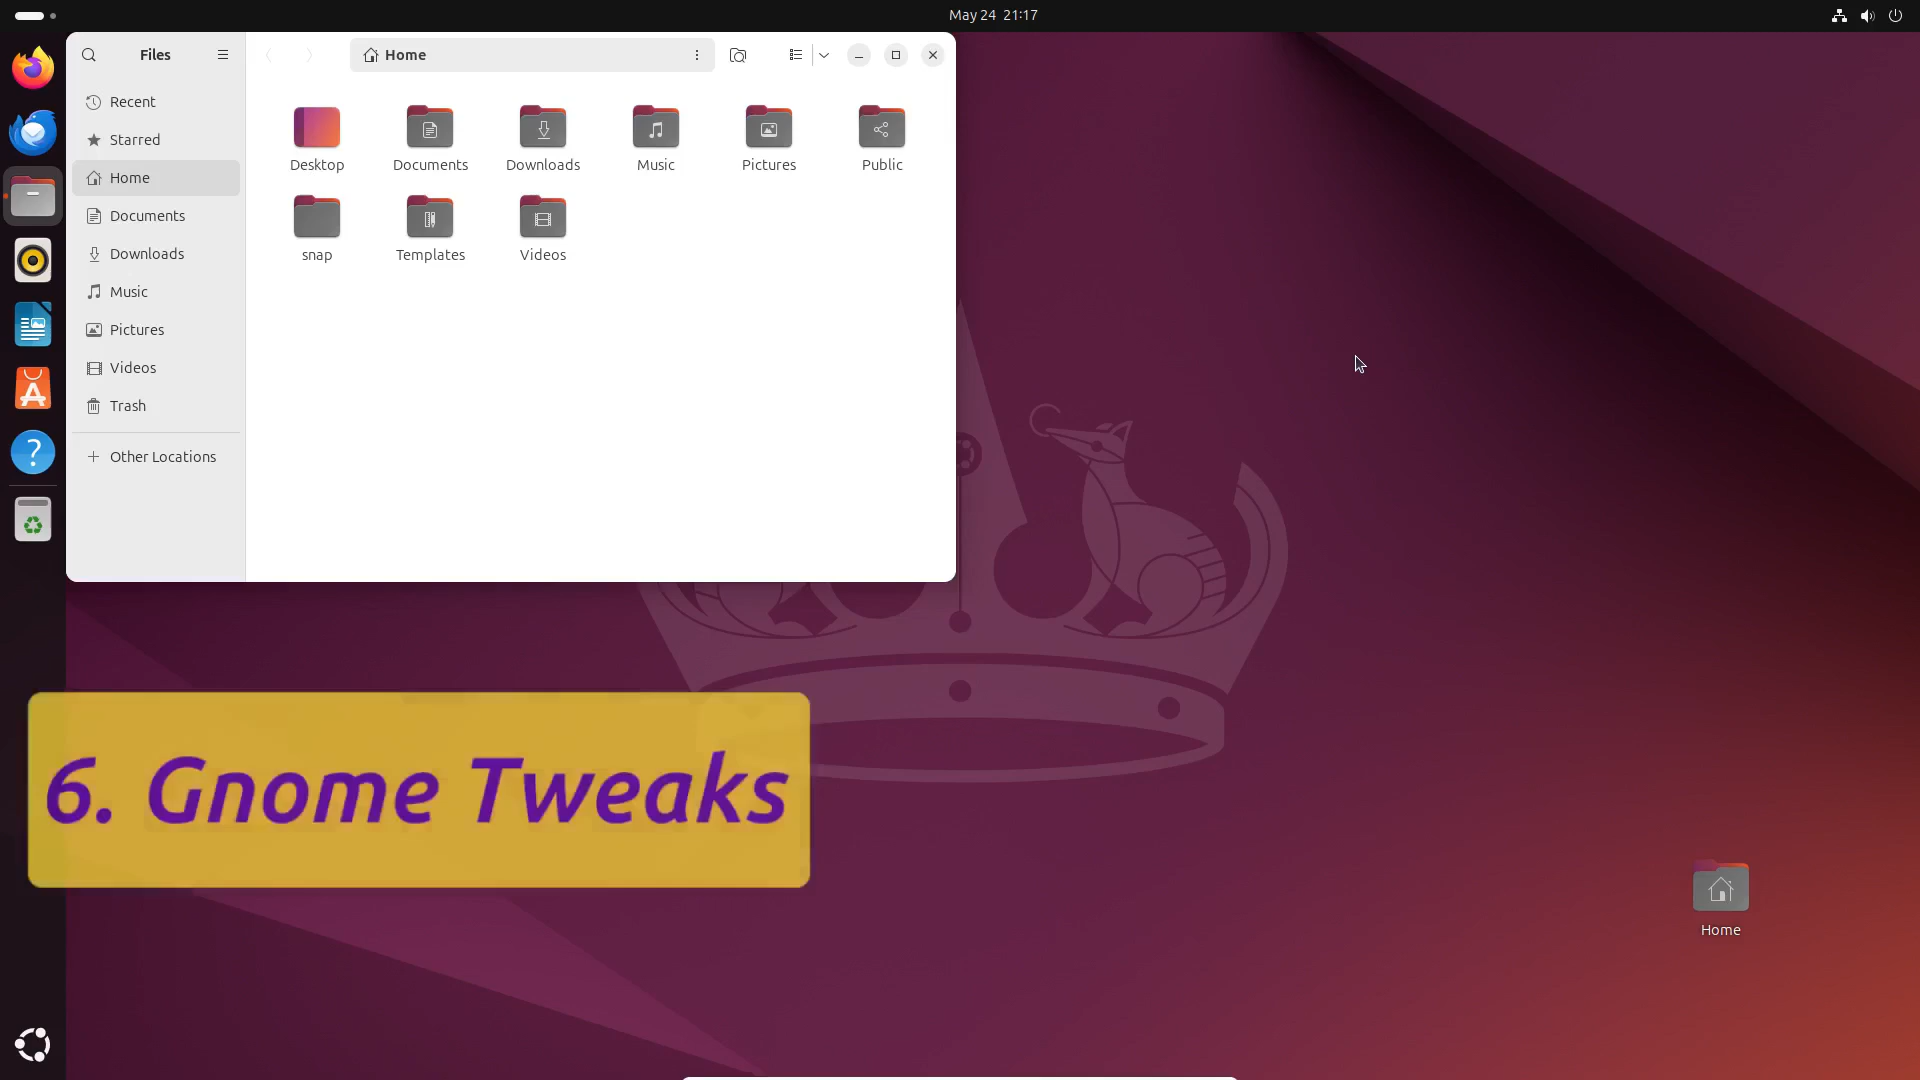 May 24 21:17
Files
Home
Recent
Starred
Home
Documents
Downloads
Music
Pictures
Videos
Trash
Other Locations
Desktop
Documents
Downloads
Music
Pictures
Public
snap
Templates
Videos
6. Gnome Tweaks
Home